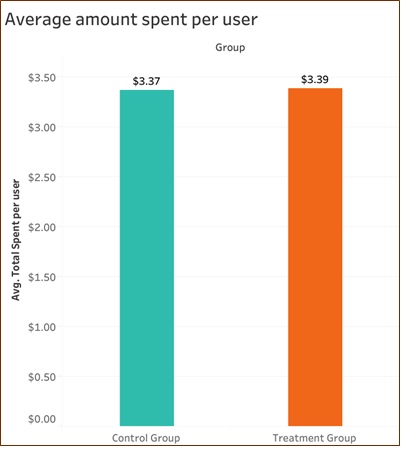 Average amount spent per user
Group
$3.37
$3.39
Avg. Total Spent per user
$3.50
$3.00
$2.50
$2.00
$1.50
$1.00
$0.50
$0.00
Control Group
Treatment Group